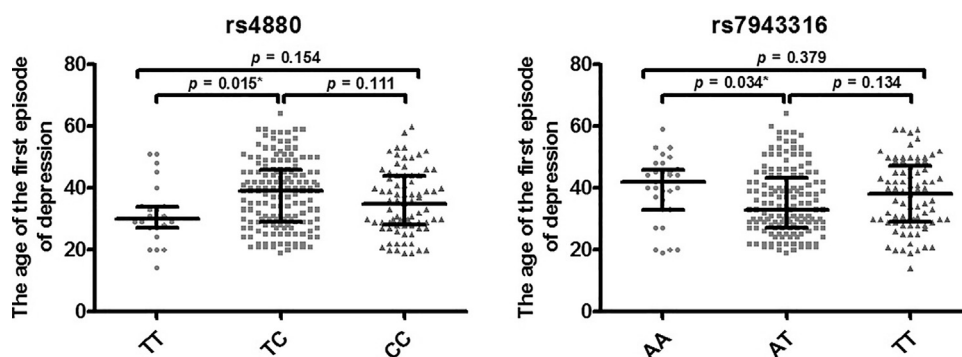 rs4880
The age of the first episode
of depression
p = 0.154
p = 0.015*
p = 0.111
80
60
40
20
0
TT
TC
CC
rs7943316
The age of the first episode
of depression
p = 0.379
p = 0.034*
p = 0.134
80
60
40
20
0
AA
AT
TT